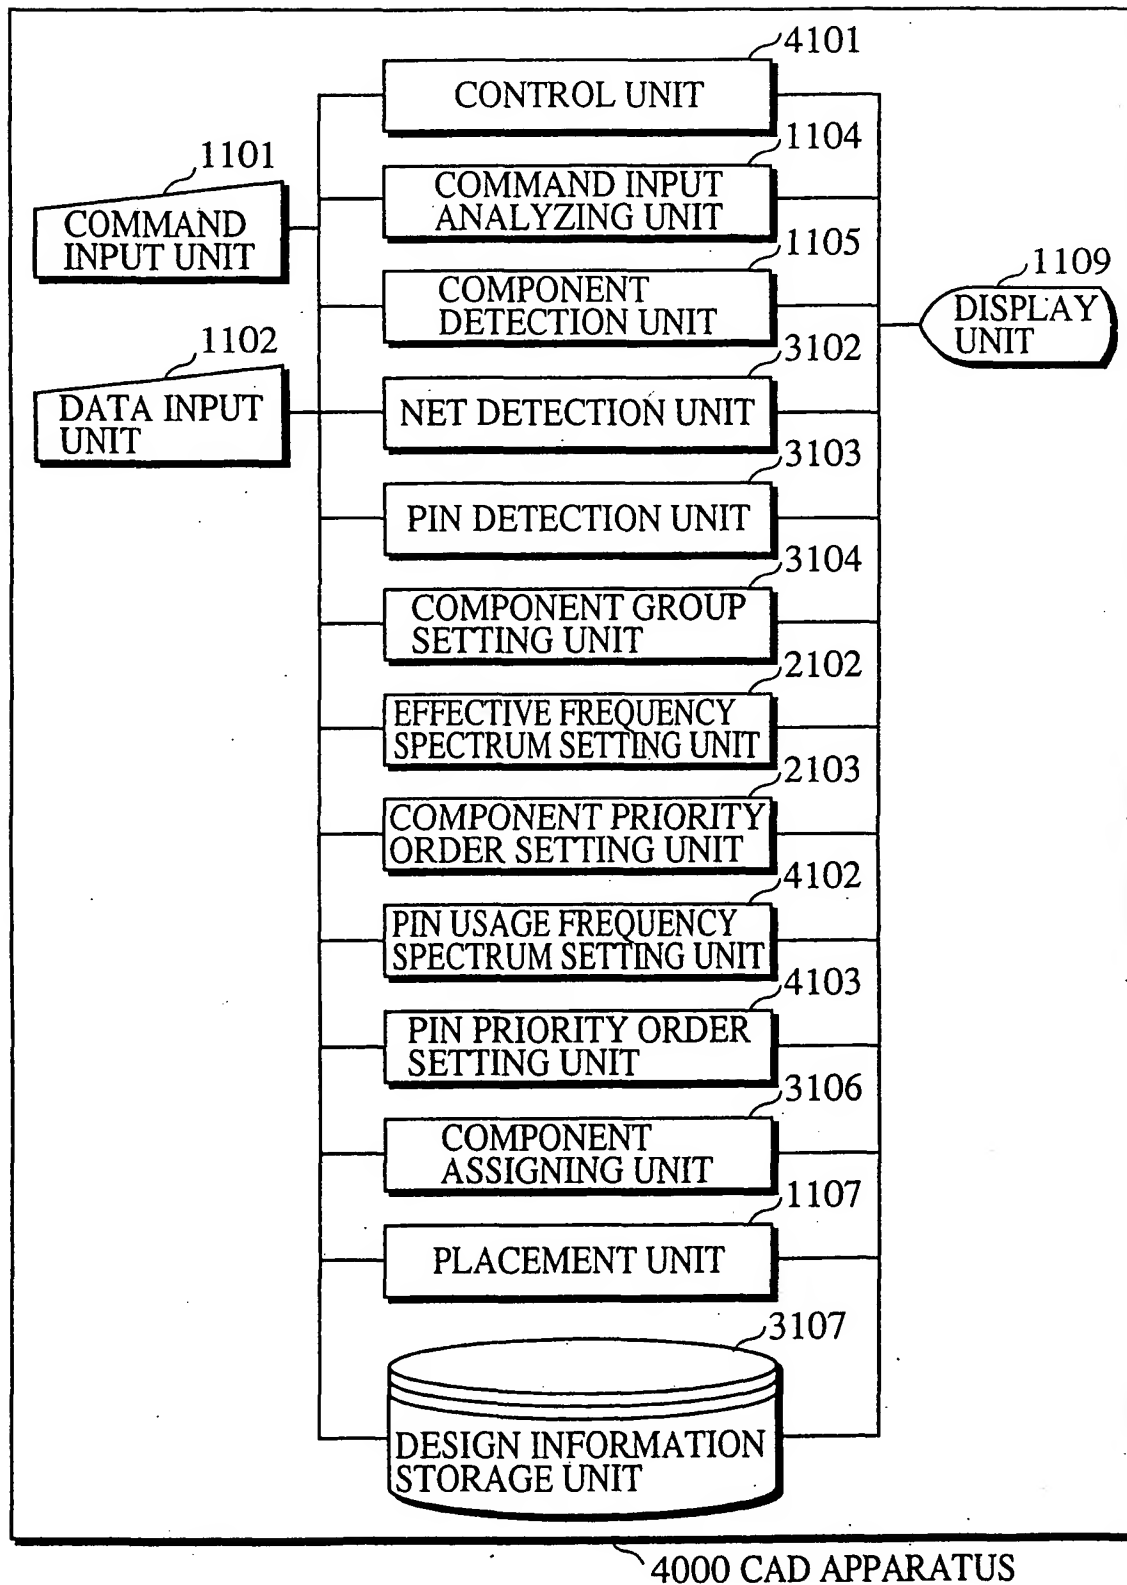 4101
CONTROL UNIT
1104
COMMAND INPUT
ANALYZING UNIT
1101
COMMAND
INPUT UNIT
1105
COMPONENT
DETECTION UNIT
1109
DISPLAY
UNIT
1102
DATA INPUT
UNIT
3102
NET DETECTION UNIT
3103
PIN DETECTION UNIT
3104
COMPONENT GROUP
SETTING UNIT
2102
EFFECTIVE FREQUENCY
SPECTRUM SETTING UNIT
2103
COMPONENT PRIORITY
ORDER SETTING UNIT
4102
PIN USAGE FREQUENCY
SPECTRUM SETTING UNIT
4103
PIN PRIORITY ORDER
SETTING UNIT
3106
COMPONENT
ASSIGNING UNIT
1107
PLACEMENT UNIT
3107
DESIGN INFORMATION
STORAGE UNIT
4000 CAD APPARATUS